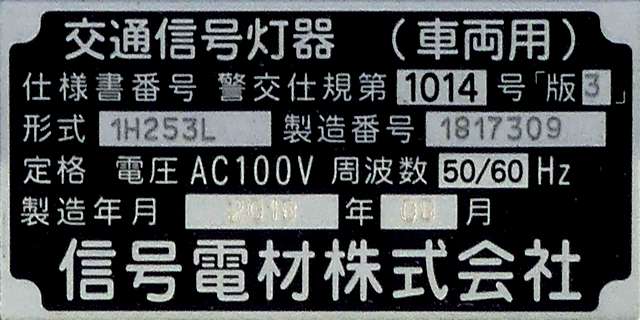 交通信号灯器 (車両用)
仕様書番号 警交仕規第 1014 号「版3」
形式 1H253L 製造番号 1817309
定格 電圧 AC100V 周波数 50/60 Hz
製造年月 年 月
信号電材株式会社